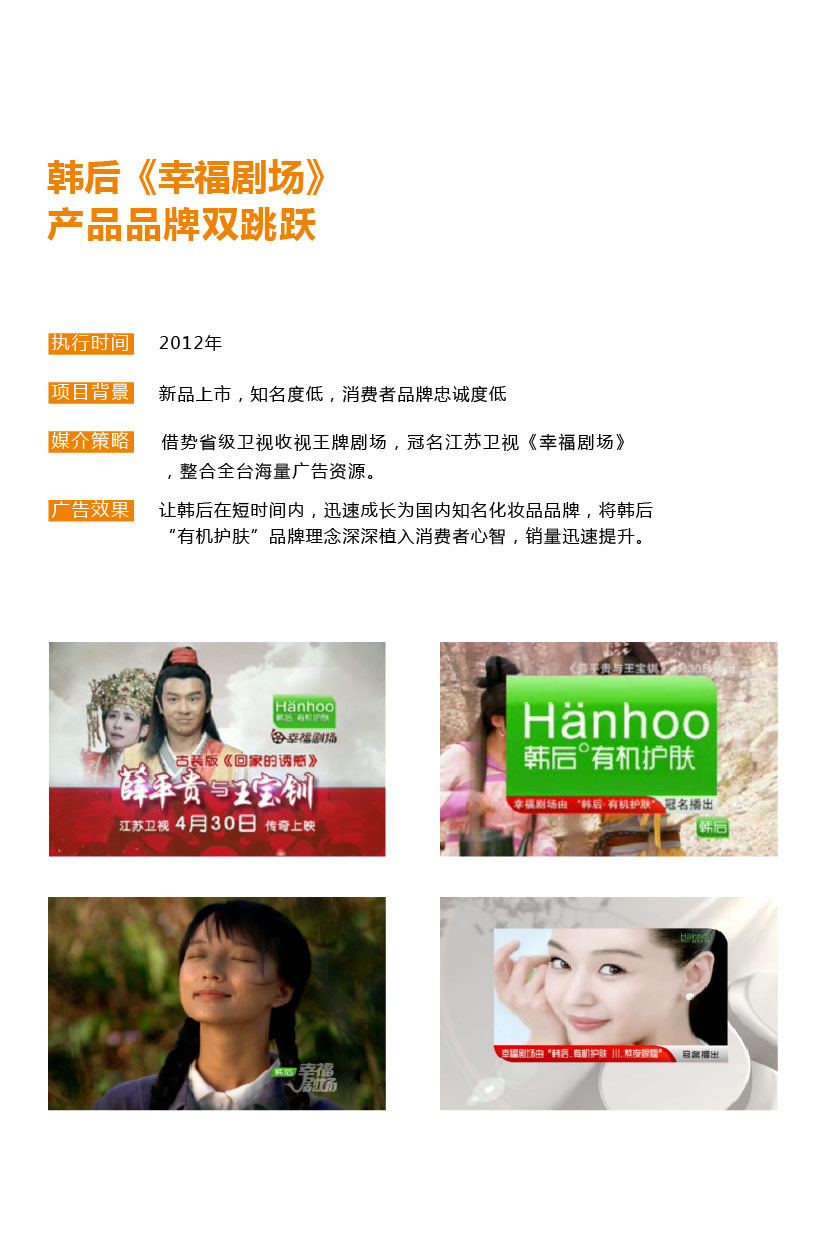 韩后《幸福剧场》
产品品牌双跳跃
执行时间 2012年
项目背景 新品上市，知名度低，消费者品牌忠诚度低
媒介策略 借势省级卫视收视王牌剧场，冠名江苏卫视《幸福剧场》
，整合全台海量广告资源。
广告效果 让韩后在短时间内，迅速成长为国内知名化妆品品牌，将韩后
“有机护肤”品牌理念深深植入消费者心智，销量迅速提升。
Hänhoo
韩后 有机护肤
幸福剧场
古装版《回家的诱惑》
薛平贵与王宝钏
江苏卫视 4月30日 传奇上映
《薛平贵与王宝钏》4月30日
Hänhoo
韩后°有机护肤
幸福剧场由 “韩后·有机护肤” 冠名播出
韩后
韩后 幸福
剧场
Hänhoo
幸福剧场由“韩后.有机护肤 川.熬夜眼霜” 冠名播出